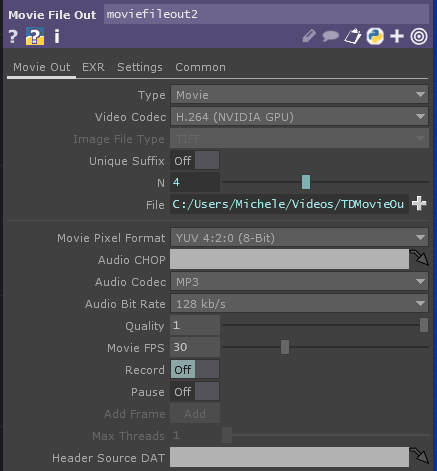 Movie File Out moviefileout2
? ? i
Movie Out EXR Settings Common
Type Movie
Video Codec H.264 (NVIDIA GPU)
Image File Type TIFF
Unique Suffix Off
N 4
File C:/Users/Michele/Videos/TDMovieOu
Movie Pixel Format YUV 4:2:0 (8-Bit)
Audio CHOP
Audio Codec MP3
Audio Bit Rate 128 kb/s
Quality 1
Movie FPS 30
Record Off
Pause Off
Add Frame Add
Max Threads 1
Header Source DAT